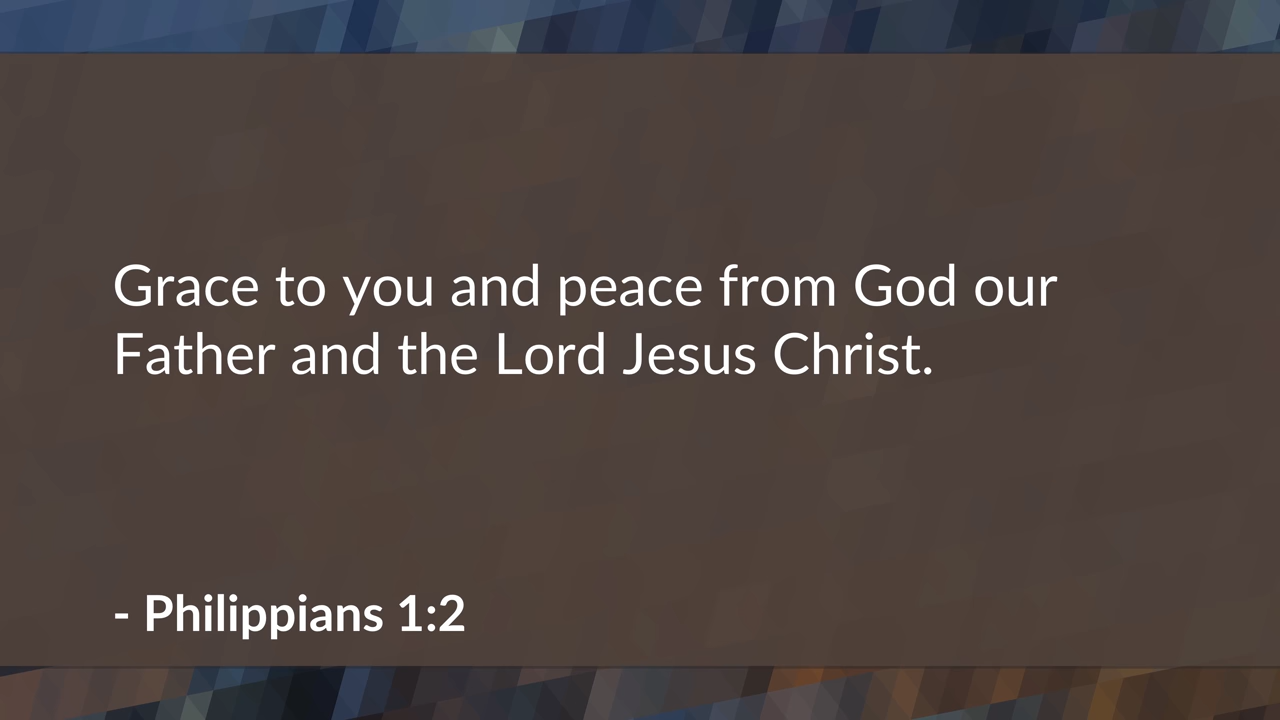 Grace to you and peace from God our
Father and the Lord Jesus Christ.
- Philippians 1:2